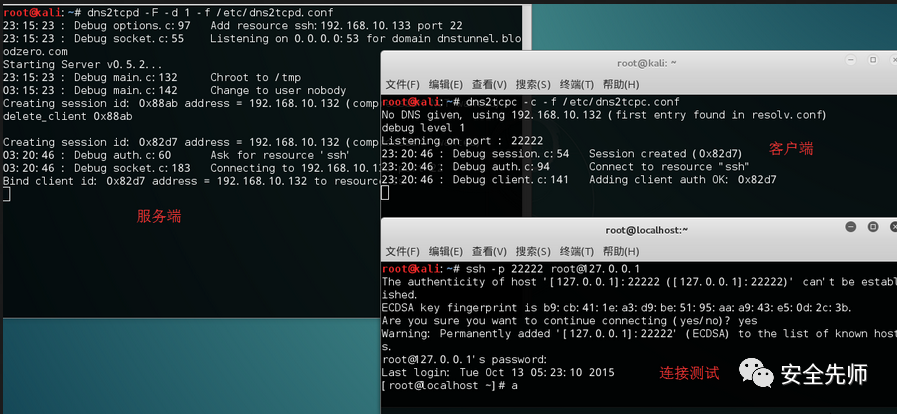 root@kali:~# dns2tcpd -F -d 1 -f /etc/dns2tcpd.conf
23:15:23 : Debug options.c:97 Add resource ssh:192.168.10.133 port 22
23:15:23 : Debug socket.c:55 Listening on 0.0.0.0:53 for domain dnstunnel.blo
odzero.com
Starting Server v0.5.2...
23:15:23 : Debug main.c:132 Chroot to /tmp
03:15:23 : Debug main.c:142 Change to user nobody
Creating session id: 0x88ab address = 192.168.10.132 (comp
delete_client 0x88ab
Creating session id: 0x82d7 address = 192.168.10.132 (comp
03:20:46 : Debug auth.c:60 Ask for resource 'ssh'
03:20:46 : Debug socket.c:183 Connecting to 192.168.10.13
Bind client id: 0x82d7 address = 192.168.10.132 to resourc
服务端
root@kali: ~
文件(F) 编辑(E) 查看(V) 搜索(S) 终端(T) 帮助(H)
root@kali:~# dns2tcpc -c -f /etc/dns2tcpc.conf
No DNS given, using 192.168.10.132 (first entry found in resolv.conf)
debug level 1
Listening on port : 22222
23:20:46 : Debug session.c:54 Session created (0x82d7)
23:20:46 : Debug auth.c:94 Connect to resource "ssh"
23:20:46 : Debug client.c:141 Adding client auth OK: 0x82d7
客户端
root@localhost:~
文件(F) 编辑(E) 查看(V) 搜索(S) 终端(T) 帮助(H)
root@kali:~# ssh -p 22222 root@127.0.0.1
The authenticity of host '[127.0.0.1]:22222 ([127.0.0.1]:22222)' can't be establ
ished.
ECDSA key fingerprint is b9:cb:41:1e:a3:d9:be:51:95:aa:a9:43:e5:0d:2c:3b.
Are you sure you want to continue connecting (yes/no)? yes
Warning: Permanently added '[127.0.0.1]:22222' (ECDSA) to the list of known host
s.
root@127.0.0.1's password:
Last login: Tue Oct 13 05:23:10 2015
[root@localhost ~]# a
连接测试
安全先师